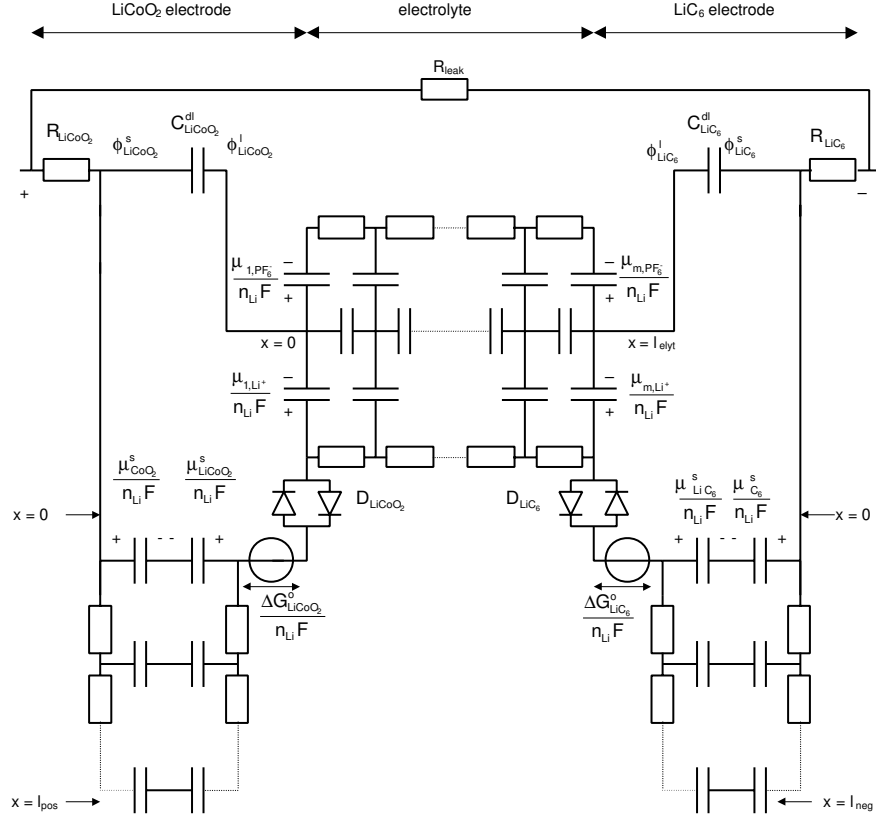 LiCoO₂ electrode electrolyte LiC₆ electrode
R_leak
R_LiCoO₂ ϕ^s_LiCoO₂ C^dl_LiCoO₂ ϕ^l_LiCoO₂
ϕ^l_LiC₆ C^dl_LiC₆ ϕ^s_LiC₆ R_LiC₆
+ –
μ_1,PF₆⁻ – μ_m,PF₆⁻ –
n_Li F + n_Li F +
x = 0 x = l_elyt
μ_1,Li⁺ – μ_m,Li⁺ –
n_Li F + n_Li F +
μ^s_CoO₂ μ^s_LiCoO₂ μ^s_LiC₆ μ^s_C₆
n_Li F n_Li F n_Li F n_Li F
D_LiCoO₂ D_LiC₆
x = 0 x = 0
+ - - + + - - +
ΔG^o_LiCoO₂ ΔG^o_LiC₆
n_Li F n_Li F
x = l_pos x = l_neg